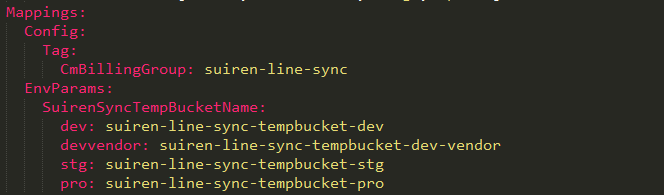 Mappings:
  Config:
    Tag:
      CmBillingGroup: suiren-line-sync
  EnvParams:
    SuirenSyncTempBucketName:
      dev: suiren-line-sync-tempbucket-dev
      devvendor: suiren-line-sync-tempbucket-dev-vendor
      stg: suiren-line-sync-tempbucket-stg
      pro: suiren-line-sync-tempbucket-pro